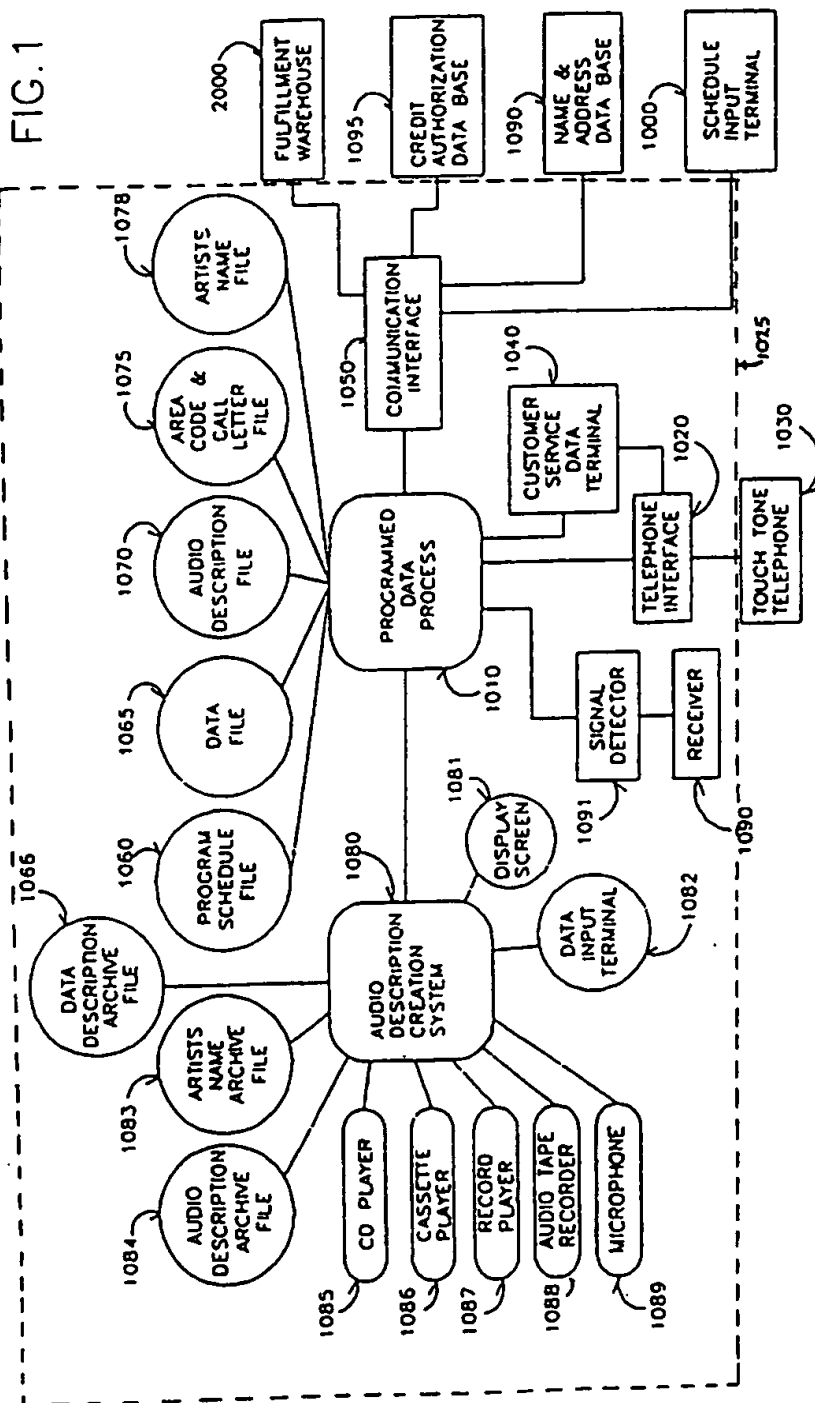 FIG.1
2000
FULFILLMENT
WAREHOUSE
1095
CREDIT
AUTHORIZATION
DATA BASE
1090
NAME &
ADDRESS
DATA BASE
1000
SCHEDULE
INPUT
TERMINAL
1078
ARTISTS
NAME
FILE
1075
AREA
CODE &
CALL
LETTER
FILE
1070
AUDIO
DESCRIPTION
FILE
1065
DATA
FILE
1060
PROGRAM
SCHEDULE
FILE
1066
DATA
DESCRIPTION
ARCHIVE
FILE
1083
ARTISTS
NAME
ARCHIVE
FILE
1084
AUDIO
DESCRIPTION
ARCHIVE
FILE
1050
COMMUNICATION
INTERFACE
PROGRAMMED
DATA
PROCESS
1010
1080
AUDIO
DESCRIPTION
CREATION
SYSTEM
1040
CUSTOMER
SERVICE
DATA
TERMINAL
1020
TELEPHONE
INTERFACE
1025
1030
TOUCH TONE
TELEPHONE
SIGNAL
DETECTOR
1091
RECEIVER
1090
1081
DISPLAY
SCREEN
DATA
INPUT
TERMINAL
1082
CD PLAYER
1085
CASSETTE
PLAYER
1086
RECORD
PLAYER
1087
AUDIO TAPE
RECORDER
1088
MICROPHONE
1089